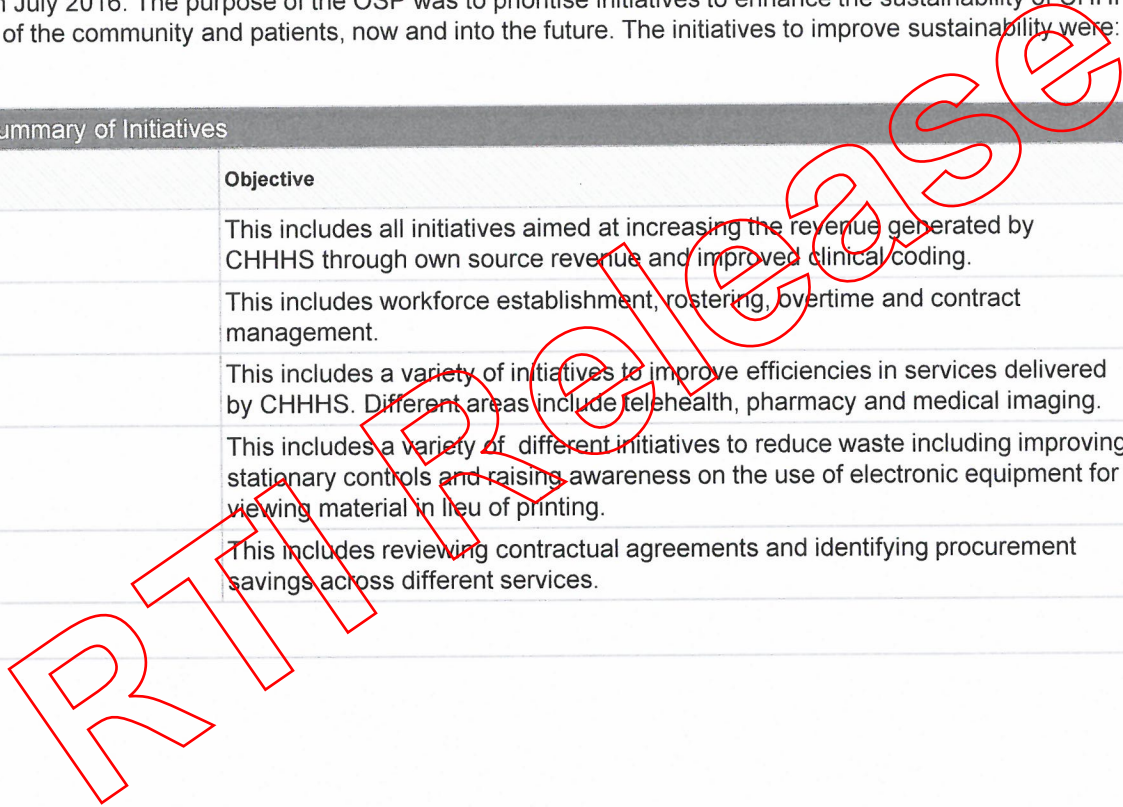 July 2016. The purpose of the OSP was to prioritise initiatives to enhance the sustainability of
of the community and patients, now and into the future. The initiatives to improve sustainability were:
ummary of Initiatives
Objective
This includes all initiatives aimed at increasing the revenue generated by
CHHHS through own source revenue and improved clinical coding.
This includes workforce establishment, rostering, overtime and contract
management.
This includes a variety of initiatives to improve efficiencies in services delivered
by CHHHS. Different areas include telehealth, pharmacy and medical imaging.
This includes a variety of different initiatives to reduce waste including improving
stationary controls and raising awareness on the use of electronic equipment for
viewing material in lieu of printing.
This includes reviewing contractual agreements and identifying procurement
savings across different services.
RTI Release